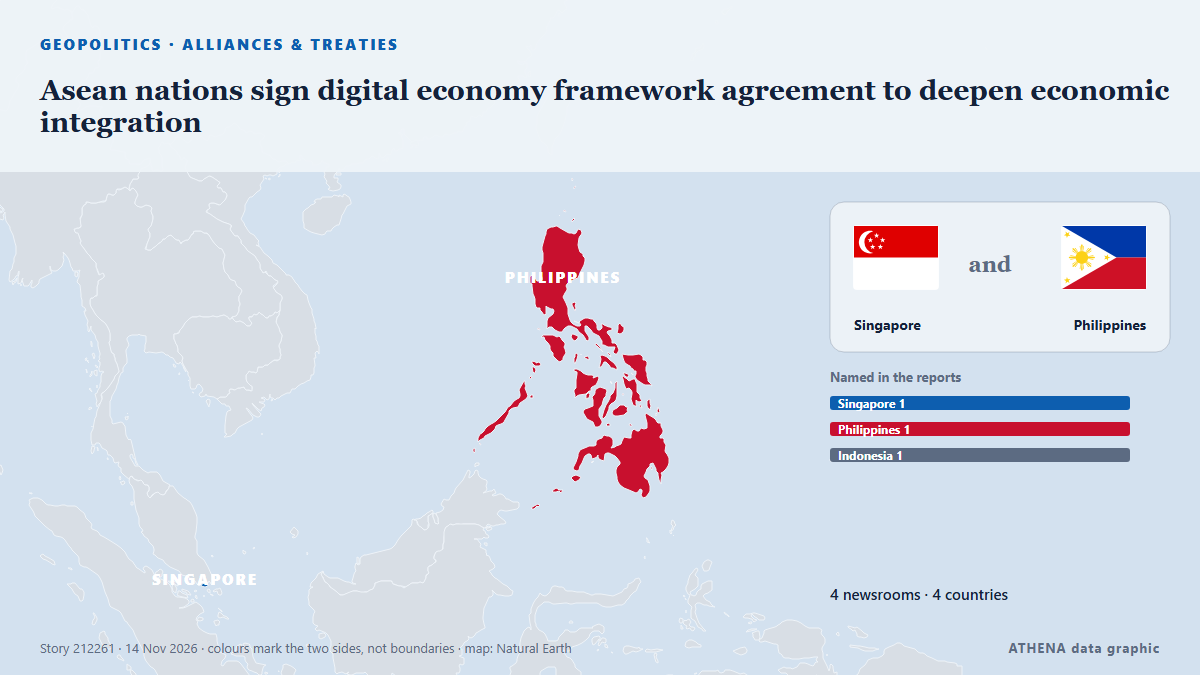 GEOPOLITICS · ALLIANCES & TREATIES
Asean nations sign digital economy framework agreement to deepen economic
integration
PHILIPPINES
SINGAPORE
and
Singapore
Philippines
Named in the reports
Singapore 1
Philippines 1
Indonesia 1
4 newsrooms · 4 countries
Story 212261 · 14 Nov 2026 · colours mark the two sides, not boundaries · map: Natural Earth
ATHENA data graphic